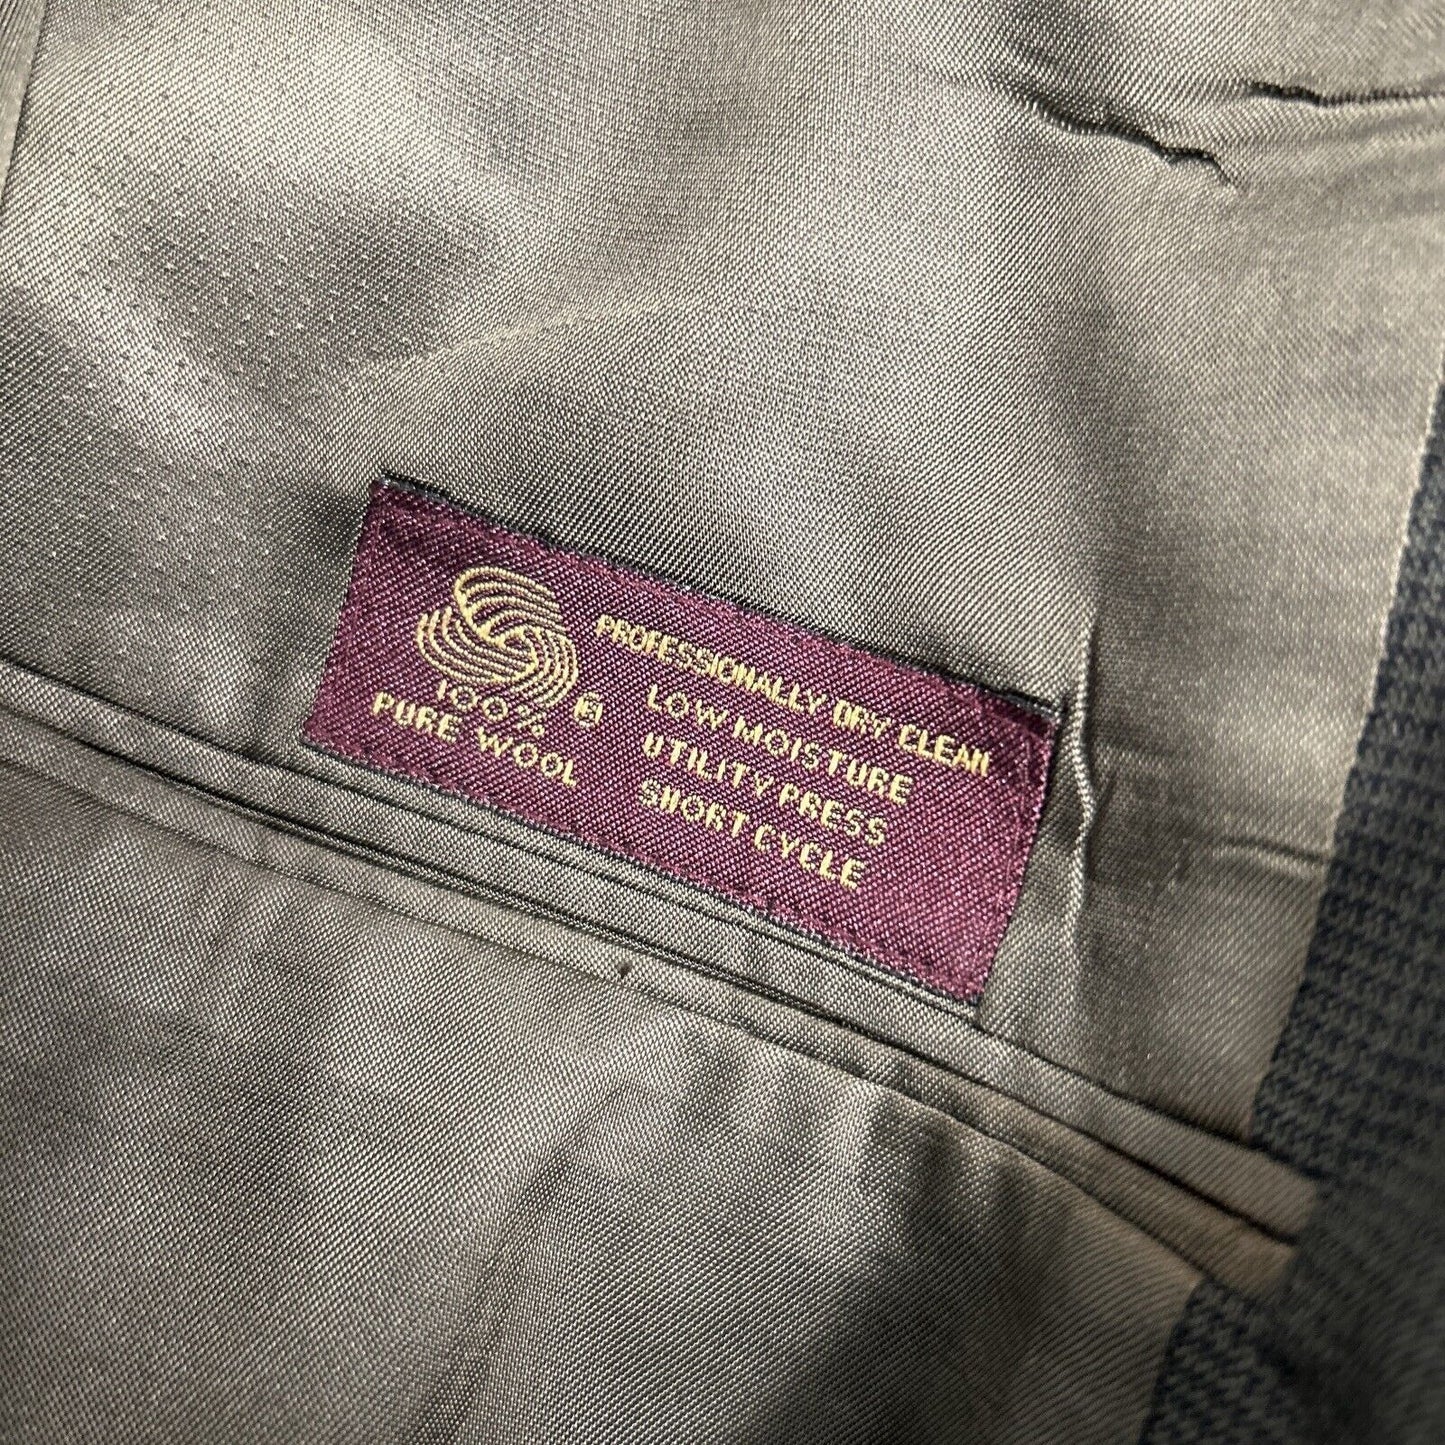 100%
PURE WOOL
®
PROFESSIONALLY DRY CLEAN
LOW MOISTURE
UTILITY PRESS
SHORT CYCLE